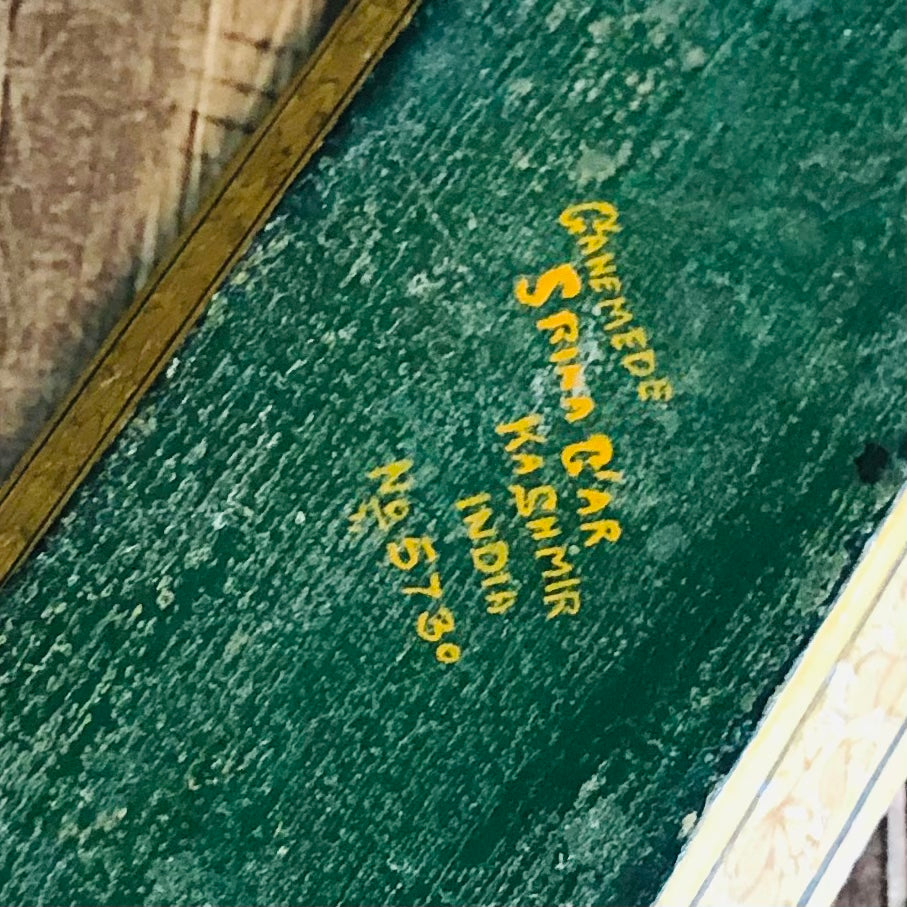 GANEMEDE
SRINAGAR
KASHMIR
INDIA
No 5730